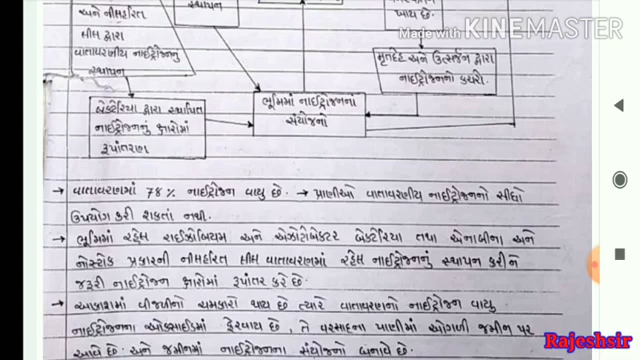 સ્થાપન
ખાય છે.
અને નીલહરિત
લીલ દ્વારા
વાતાવરણીય નાઈટ્રોજનનું
સ્થાપન
Made with KINEMASTER
મૃતદેહ અને ઉત્સર્જન દ્વારા
નાઈટ્રોજનનો કચરો.
બેક્ટેરિયા દ્વારા સ્થાપિત
નાઈટ્રોજનનું ક્ષારોમાં
રૂપાંતરણ
ભૂમિમાં નાઈટ્રોજનના
સંયોજનો
→ વાતાવરણમાં 78% નાઈટ્રોજન વાયુ છે. → પ્રાણીઓ વાતાવરણીય નાઈટ્રોજનનો સીધો
ઉપયોગ કરી શકતાં નથી.
→ ભૂમિમાં રહેલ રાઈઝોબિયમ અને એઝોટોબેક્ટર બેક્ટેરિયા તથા એનાબીના અને
નોસ્ટોક પ્રકારની નીલહરિત લીલ વાતાવરણમાં રહેલ નાઈટ્રોજનનું સ્થાપન કરીને
જરૂરી નાઈટ્રોજન ક્ષારોમાં રૂપાંતર કરે છે.
→ આકાશમાં વીજળીનો ચમકારો થાય છે ત્યારે વાતાવરણનો નાઈટ્રોજન વાયુ
નાઈટ્રોજનના ઓક્સાઈડમાં ફેરવાય છે, તે વરસાદના પાણીમાં ઓગળી જમીન પર
આવે છે. અને જમીનમાં નાઈટ્રોજનના સંયોજનો બનાવે છે.
Rajeshsir